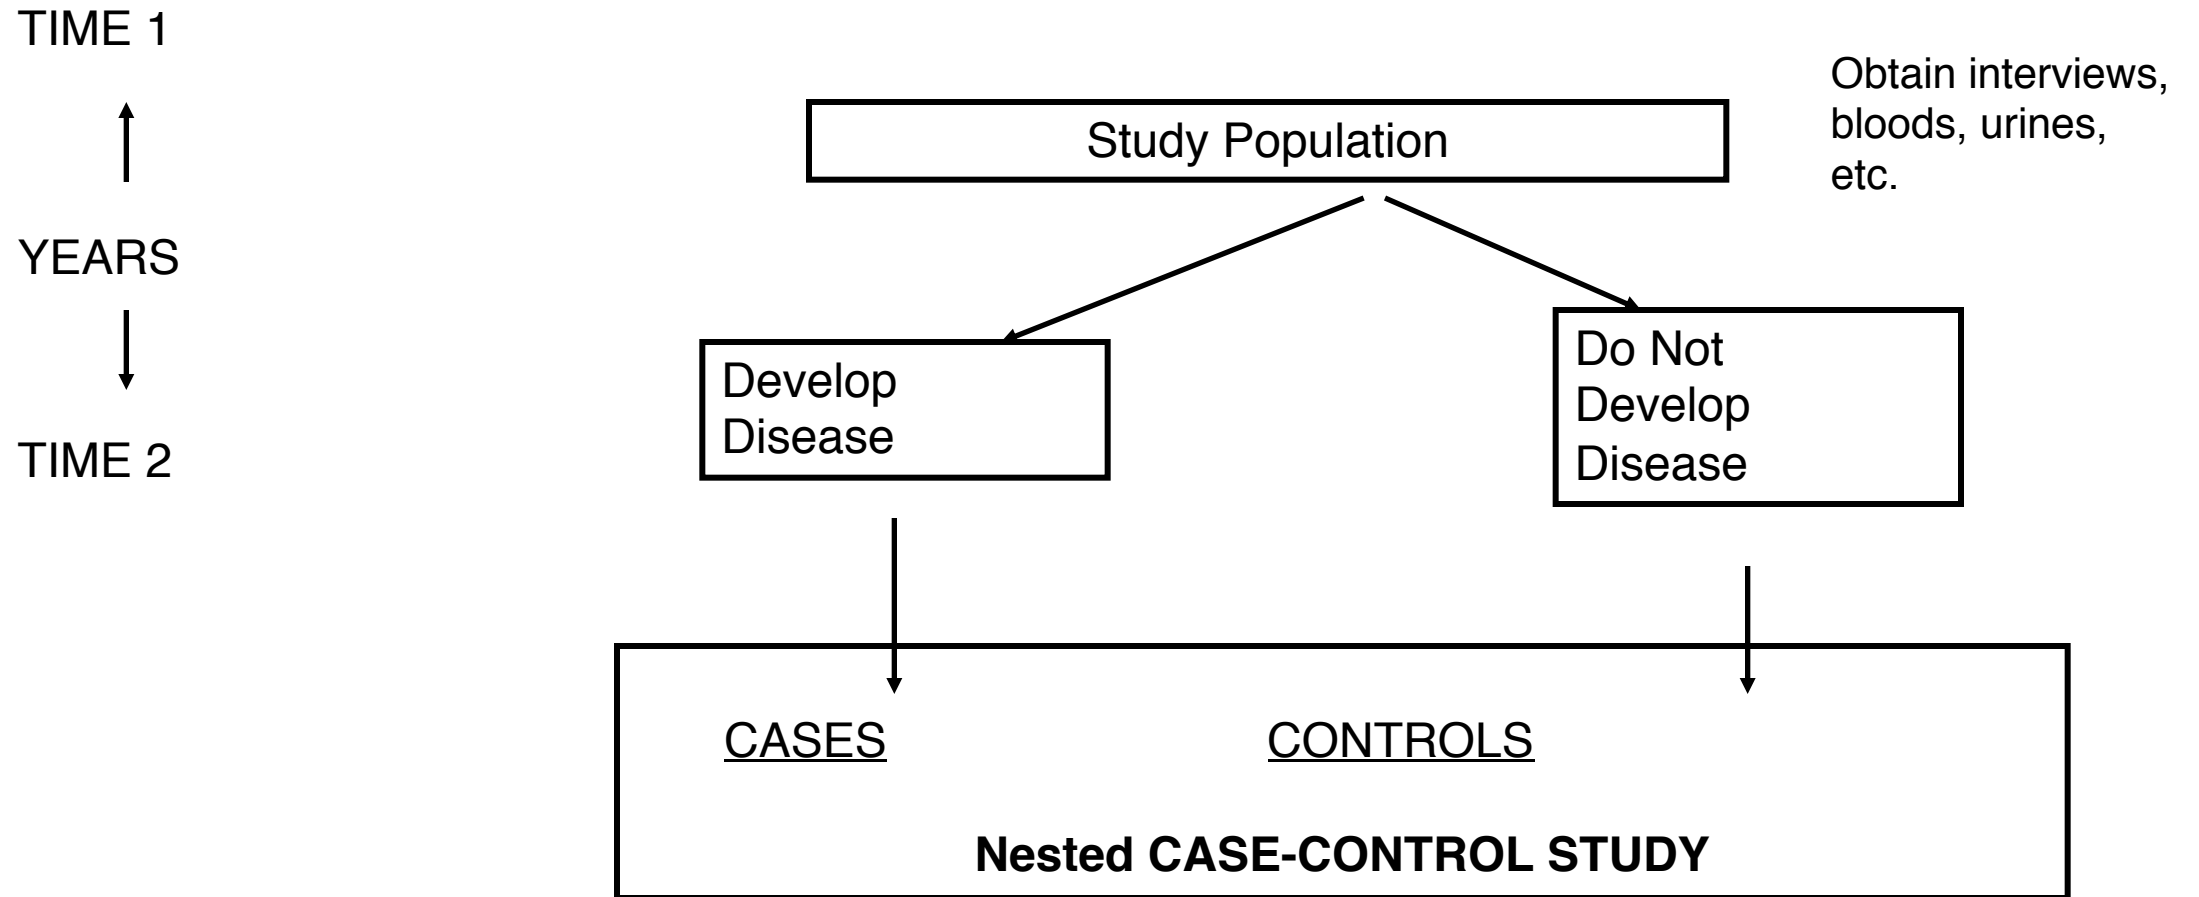 TIME 1
Obtain interviews,
bloods, urines,
etc.
Study Population
YEARS
Develop
Disease
Do Not
Develop
Disease
TIME 2
CASES
CONTROLS
Nested CASE-CONTROL STUDY